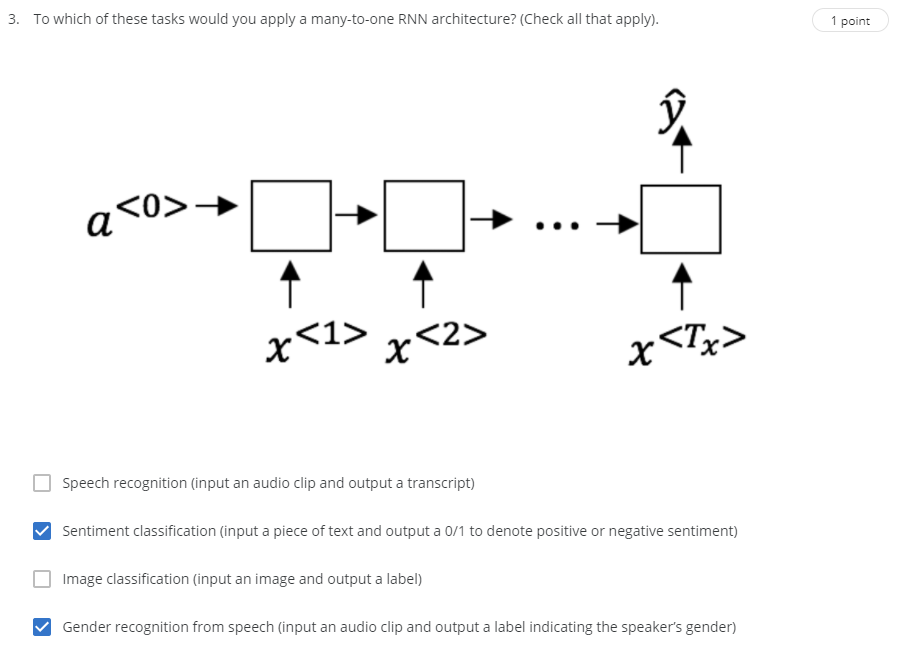 3. To which of these tasks would you apply a many-to-one RNN architecture? (Check all that apply).
1 point
ŷ
a<0>
x<1> x<2> ... x<Tx>
Speech recognition (input an audio clip and output a transcript)
Sentiment classification (input a piece of text and output a 0/1 to denote positive or negative sentiment)
Image classification (input an image and output a label)
Gender recognition from speech (input an audio clip and output a label indicating the speaker’s gender)